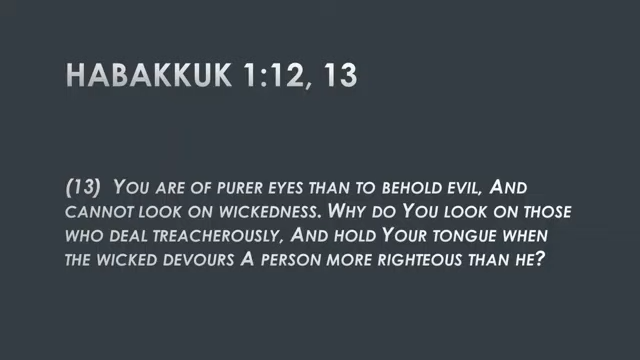 HABAKKUK 1:12, 13
(13) YOU ARE OF PURER EYES THAN TO BEHOLD EVIL, AND
CANNOT LOOK ON WICKEDNESS. WHY DO YOU LOOK ON THOSE
WHO DEAL TREACHEROUSLY, AND HOLD YOUR TONGUE WHEN
THE WICKED DEVOURS A PERSON MORE RIGHTEOUS THAN HE?